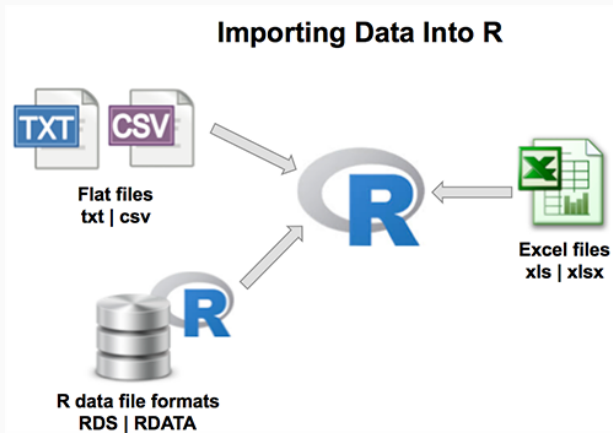 Importing Data Into R
TXT
CSV
Flat files
txt | csv
R
X
Excel files
xls | xlsx
R
R data file formats
RDS | RDATA